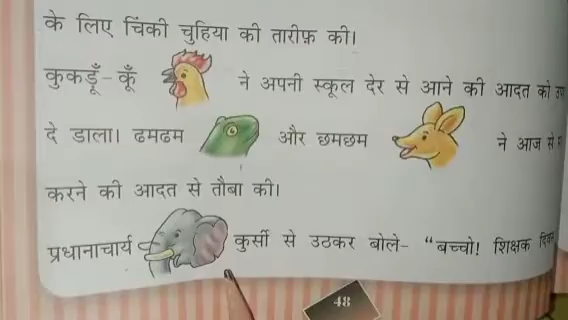 के लिए चिंकी चुहिया की तारीफ़ की।
कुकड़ूँ-कूँ ने अपनी स्कूल देर से आने की आदत को
दे डाला। ढमढम और छमछम ने आज से
करने की आदत से तौबा की।
प्रधानाचार्य कुर्सी से उठकर बोले- “बच्चो! शिक्षक
48